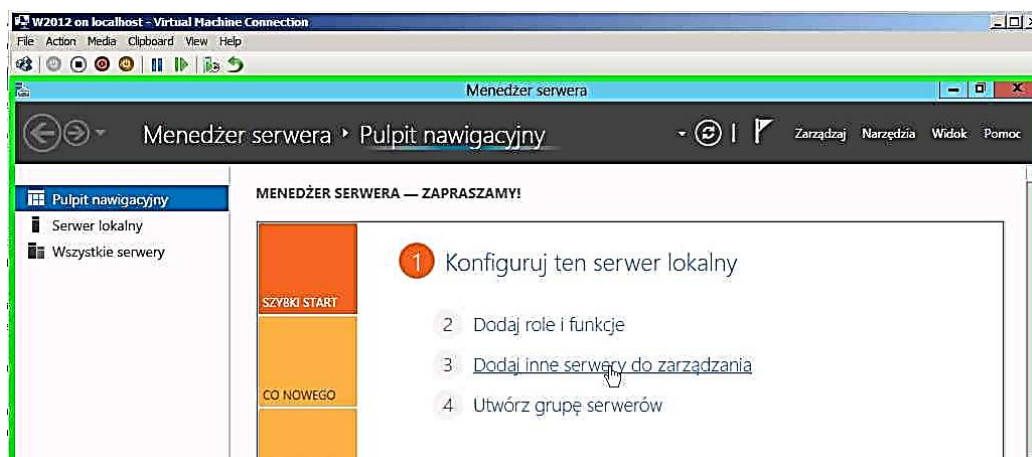 W2012 on localhost - Virtual Machine Connection
File Action Media Clipboard View Help
Menedżer serwera
Menedżer serwera Pulpit nawigacyjny
Zarządzaj Narzędzia Widok Pomoc
Pulpit nawigacyjny
Serwer lokalny
Wszystkie serwery
MENEDŻER SERWERA — ZAPRASZAMY!
SZYBKI START
CO NOWEGO
1 Konfiguruj ten serwer lokalny
2 Dodaj role i funkcje
3 Dodaj inne serwery do zarządzania
4 Utwórz grupę serwerów